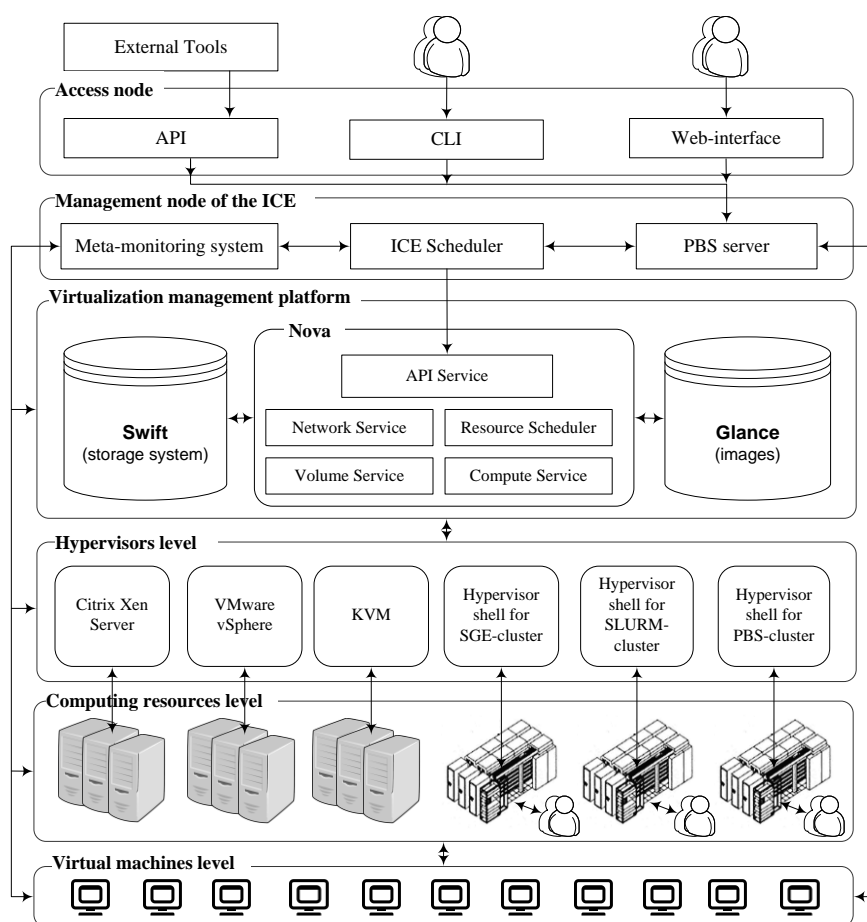 External Tools
Access node
API
CLI
Web-interface
Management node of the ICE
Meta-monitoring system
ICE Scheduler
PBS server
Virtualization management platform
Nova
API Service
Swift
(storage system)
Network Service
Resource Scheduler
Volume Service
Compute Service
Glance
(images)
Hypervisors level
Citrix Xen
Server
VMware
vSphere
KVM
Hypervisor
shell for
SGE-cluster
Hypervisor
shell for
SLURM-
cluster
Hypervisor
shell for
PBS-cluster
Computing resources level
Virtual machines level